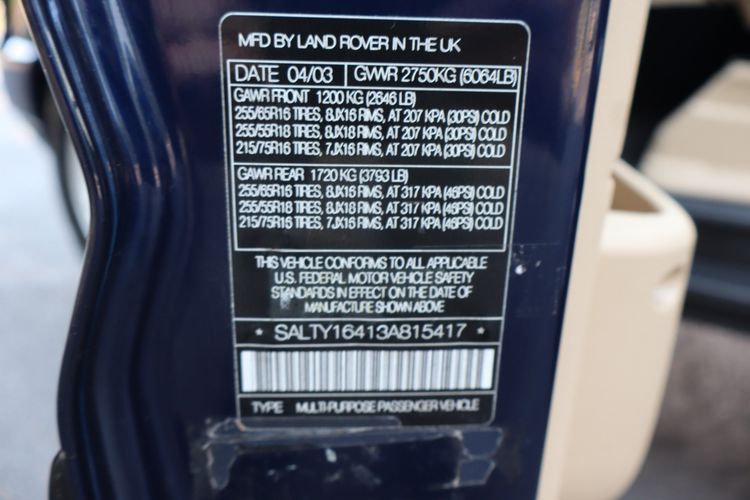 MFD BY LAND ROVER IN THE UK
DATE 04/03 GWWR 2750KG (6064LB)
GAWR FRONT 1200 KG (2646 LB)
255/65R16 TIRES, 8JX16 RIMS, AT 207 KPA (30PSI) COLD
255/55R18 TIRES, 8JX18 RIMS, AT 207 KPA (30PSI) COLD
215/75R16 TIRES, 7JX16 RIMS, AT 207 KPA (30PSI) COLD
GAWR REAR 1720 KG (3793 LB)
255/65R16 TIRES, 8JX16 RIMS, AT 317 KPA (46PSI) COLD
255/55R18 TIRES, 8JX18 RIMS, AT 317 KPA (46PSI) COLD
215/75R16 TIRES, 7JX16 RIMS, AT 317 KPA (46PSI) COLD
THIS VEHICLE CONFORMS TO ALL APPLICABLE
U.S. FEDERAL MOTOR VEHICLE SAFETY
STANDARDS IN EFFECT ON THE DATE OF
MANUFACTURE SHOWN ABOVE
* SALTY16413A815417 *
TYPE MULTI-PURPOSE PASSENGER VEHICLE